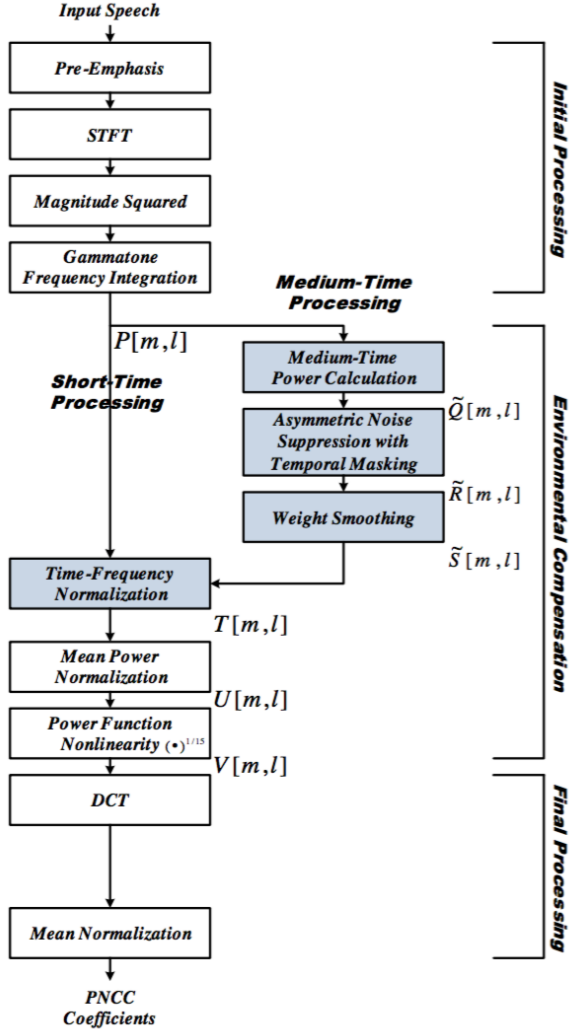 Input Speech
Pre-Emphasis
STFT
Magnitude Squared
Gammatone
Frequency Integration
Initial Processing
Medium-Time
Processing
P[m,l]
Short-Time
Processing
Medium-Time
Power Calculation
Q̃[m,l]
Asymmetric Noise
Suppression with
Temporal Masking
R̃[m,l]
Weight Smoothing
S̃[m,l]
Time-Frequency
Normalization
T[m,l]
Mean Power
Normalization
U[m,l]
Power Function
Nonlinearity (•)^1/15
V[m,l]
Environmental Compensation
DCT
Mean Normalization
Final Processing
PNCC
Coefficients